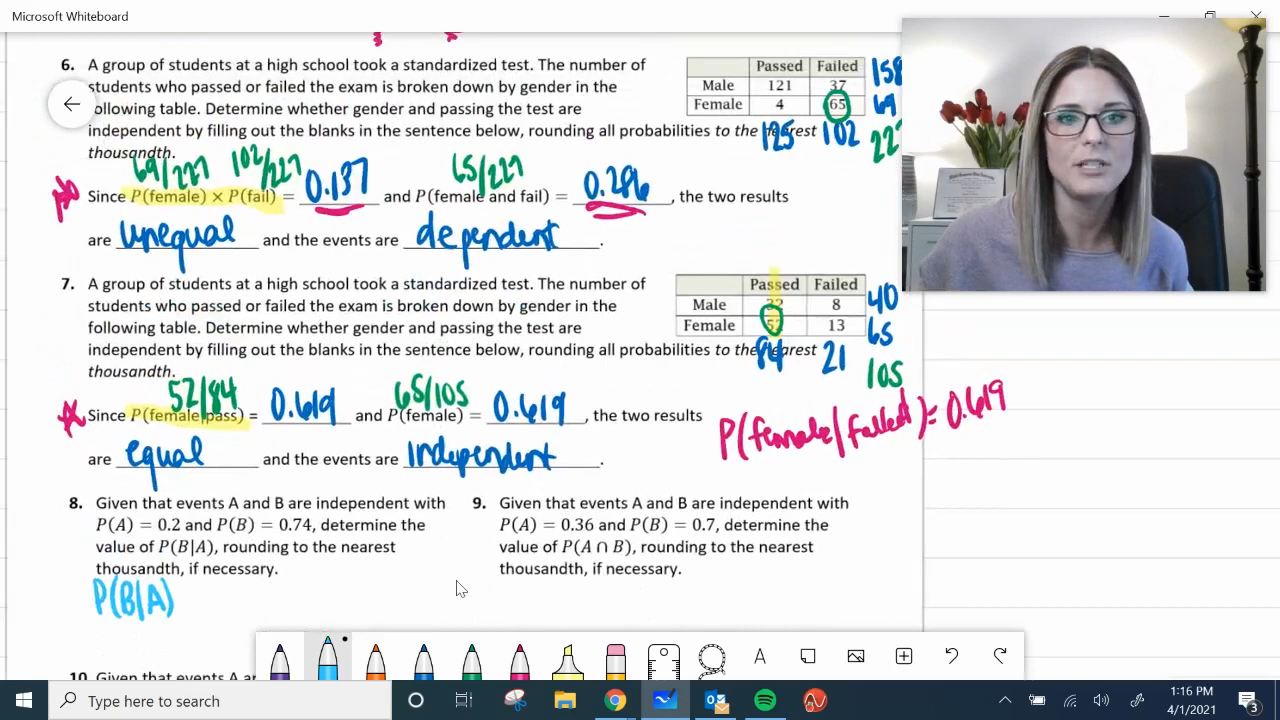 Microsoft Whiteboard
6. A group of students at a high school took a standardized test. The number of
students who passed or failed the exam is broken down by gender in the
following table. Determine whether gender and passing the test are
independent by filling out the blanks in the sentence below, rounding all probabilities to the nearest
thousandth.
Passed Failed
Male 121 37 158
Female 4 65 69
125 102 227
69/227 102/227 65/227
Since P(female) × P(fail) = 0.137 and P(female and fail) = 0.286, the two results
are unequal and the events are dependent.
7. A group of students at a high school took a standardized test. The number of
students who passed or failed the exam is broken down by gender in the
following table. Determine whether gender and passing the test are
independent by filling out the blanks in the sentence below, rounding all probabilities to the nearest
thousandth.
Passed Failed
Male 32 8 40
Female 52 13 65
84 21
105
52/84 65/105
Since P(female|pass) = 0.619 and P(female) = 0.619, the two results
P(female|failed) = 0.619
are equal and the events are independent.
8. Given that events A and B are independent with
P(A) = 0.2 and P(B) = 0.74, determine the
value of P(B|A), rounding to the nearest
thousandth, if necessary.
P(B|A)
9. Given that events A and B are independent with
P(A) = 0.36 and P(B) = 0.7, determine the
value of P(A ∩ B), rounding to the nearest
thousandth, if necessary.
10. Given that events A
A
Type here to search
1:16 PM
4/1/2021
3